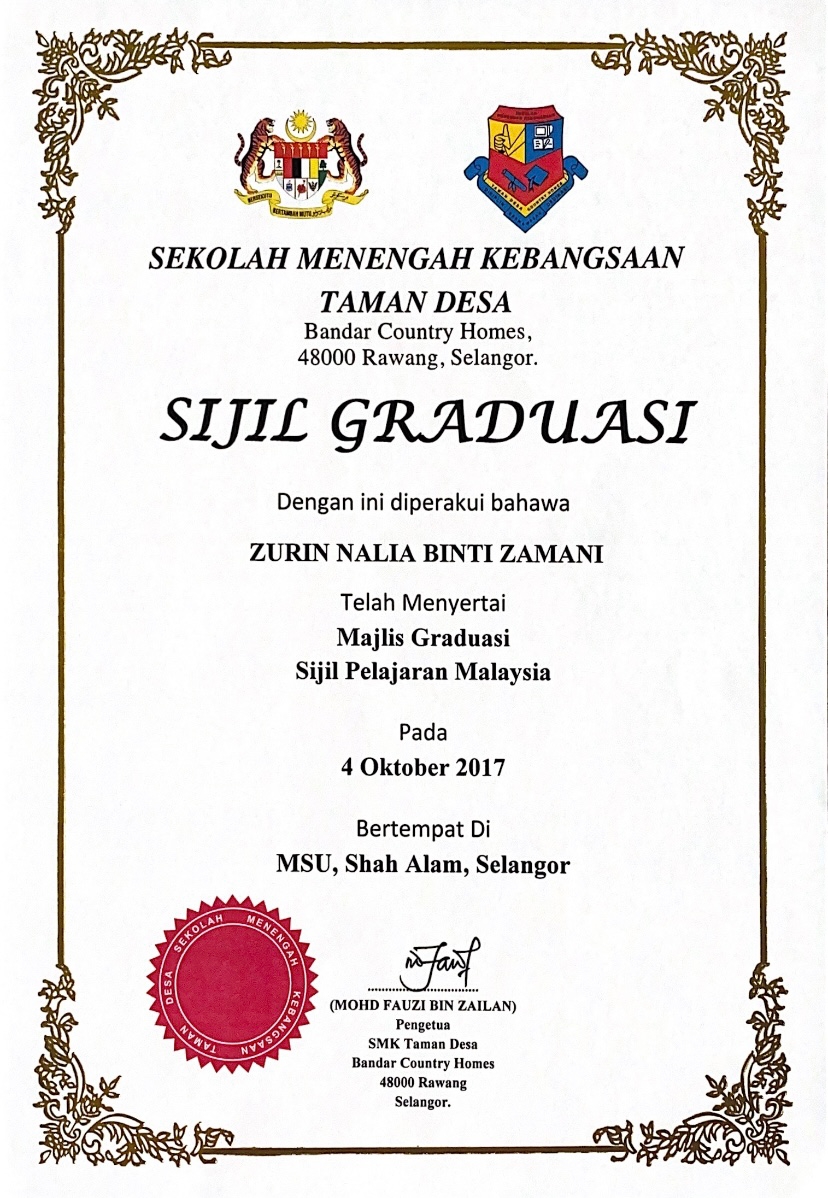 BERSEKUTU
BERTAMBAH MUTU
SEKOLAH MENENGAH KEBANGSAAN
TAMAN DESA
Bandar Country Homes,
48000 Rawang, Selangor.
SIJIL GRADUASI
Dengan ini diperakui bahawa
ZURIN NALIA BINTI ZAMANI
Telah Menyertai
Majlis Graduasi
Sijil Pelajaran Malaysia
Pada
4 Oktober 2017
Bertempat Di
MSU, Shah Alam, Selangor
SEKOLAH MENENGAH KEBANGSAAN TAMAN DESA
(MOHD FAUZI BIN ZAILAN)
Pengetua
SMK Taman Desa
Bandar Country Homes
48000 Rawang
Selangor.